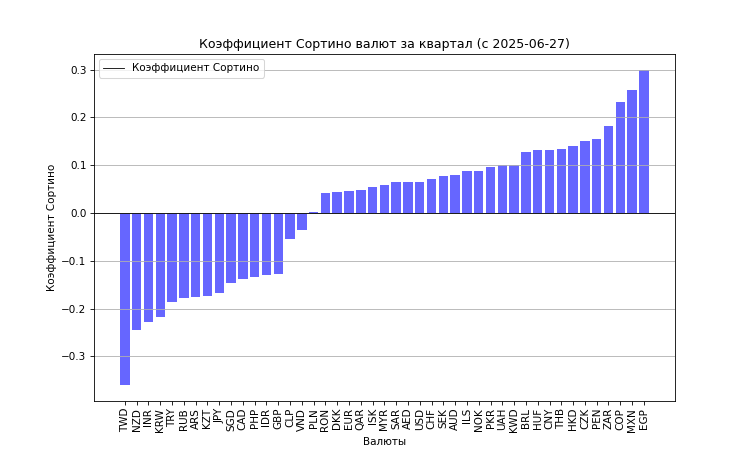 Коэффициент Сортино валют за квартал (с 2025-06-27)
Коэффициент Сортино
0.3
0.2
0.1
0.0
−0.1
−0.2
−0.3
Коэффициент Сортино
TWD NZD INR KRW TRY RUB ARS KZT JPY SGD CAD PHP IDR GBP CLP VND PLN RON DKK EUR QAR ISK MYR SAR AED USD CHF SEK AUD ILS NOK PKR UAH KWD BRL HUF CNY THB HKD CZK PEN ZAR COP MXN EGP
Валюты